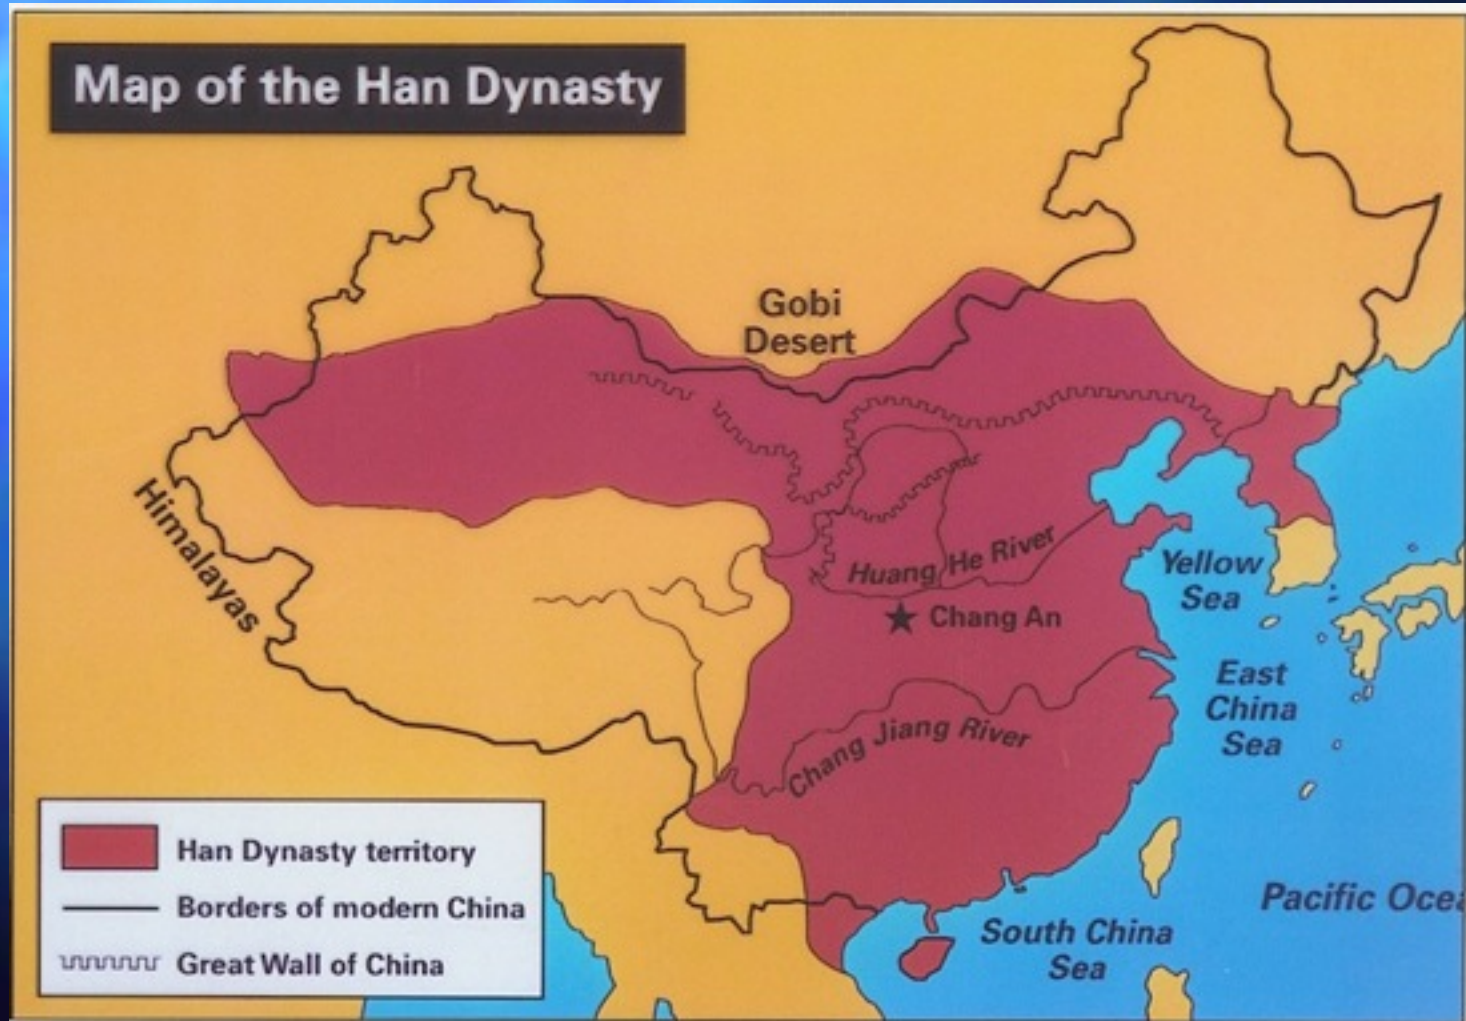 Map of the Han Dynasty
Gobi
Desert
Himalayas
Huang He River
Yellow
Sea
Chang An
East
China
Sea
Chang Jiang River
Han Dynasty territory
Borders of modern China
Great Wall of China
Pacific Ocea
South China
Sea